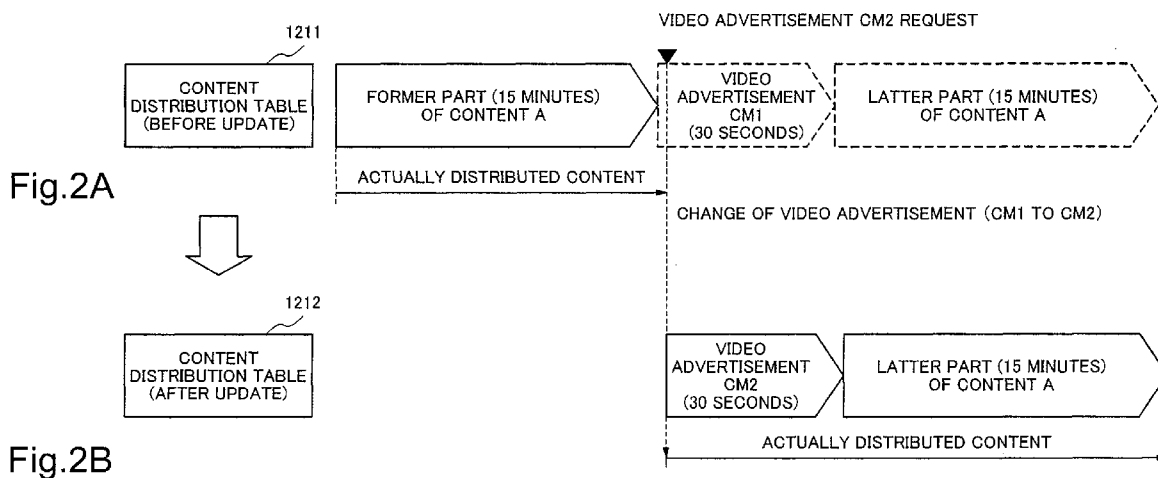 VIDEO ADVERTISEMENT CM2 REQUEST
1211
CONTENT
DISTRIBUTION TABLE
(BEFORE UPDATE)
FORMER PART (15 MINUTES)
OF CONTENT A
VIDEO
ADVERTISEMENT
CM1
(30 SECONDS)
LATTER PART (15 MINUTES)
OF CONTENT A
Fig.2A
ACTUALLY DISTRIBUTED CONTENT
CHANGE OF VIDEO ADVERTISEMENT (CM1 TO CM2)
1212
CONTENT
DISTRIBUTION TABLE
(AFTER UPDATE)
VIDEO
ADVERTISEMENT
CM2
(30 SECONDS)
LATTER PART (15 MINUTES)
OF CONTENT A
ACTUALLY DISTRIBUTED CONTENT
Fig.2B